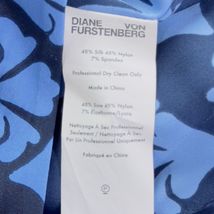 DIANE VON
FURSTENBERG
45% Silk 48% Nylon
7% Spandex
Professional Dry Clean Only
Made in China
45% Soie 48% Nylon
7% Elasthanne/Spandex
Nettoyage À Sec Professionnel
Seulement / Nettoyage À Sec
Par Un Professionnel Uniquement
Fabriqué en Chine
P